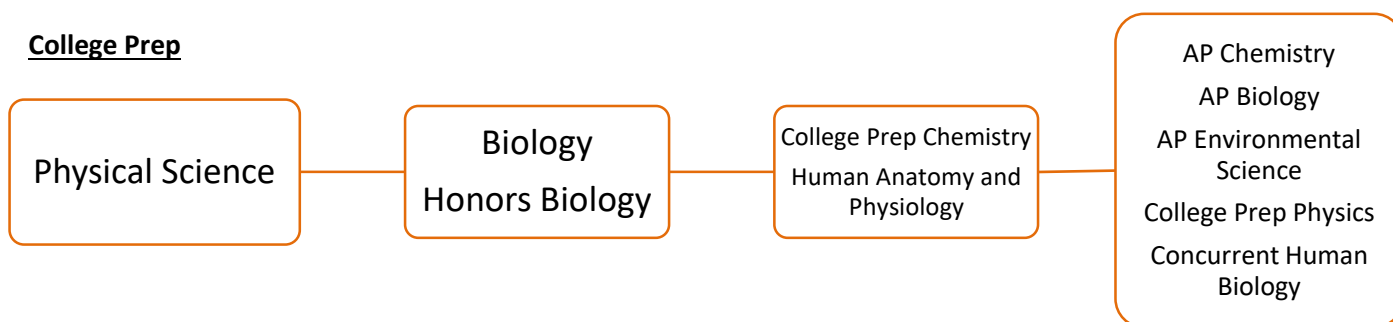 College Prep
Physical Science
Biology
Honors Biology
College Prep Chemistry
Human Anatomy and
Physiology
AP Chemistry
AP Biology
AP Environmental
Science
College Prep Physics
Concurrent Human
Biology